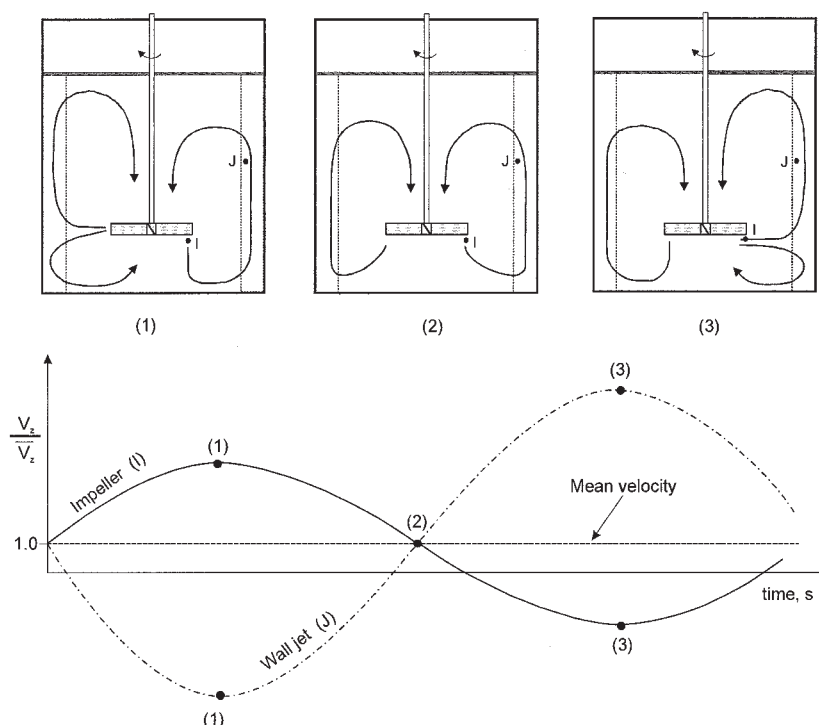 J
I
J
I
J
I
(1)
(2)
(3)
V_z
V̅_z
Impeller (I)
(1)
(2)
(3)
Mean velocity
1.0
time, s
Wall jet (J)
(3)
(1)